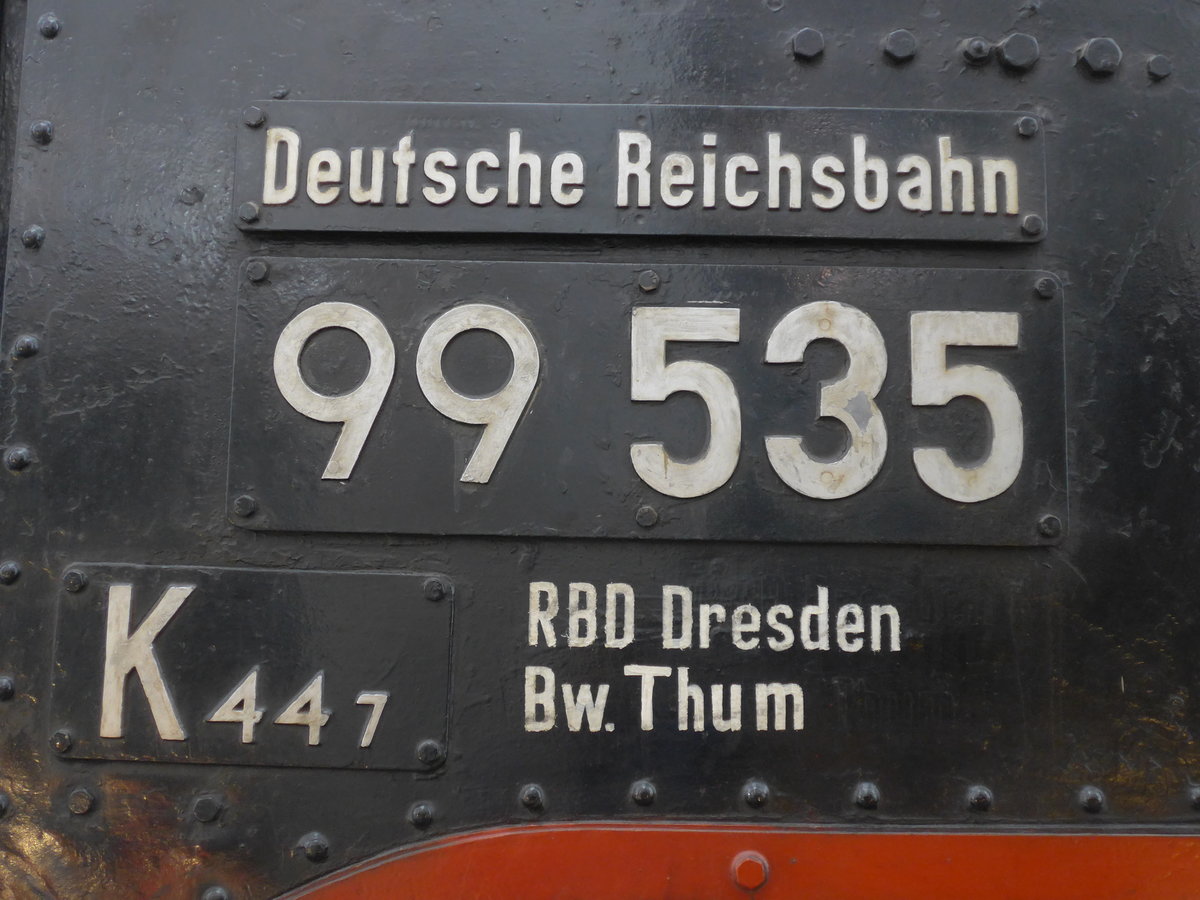 Deutsche Reichsbahn
99 535
K 44 7
RBD Dresden
Bw. Thum